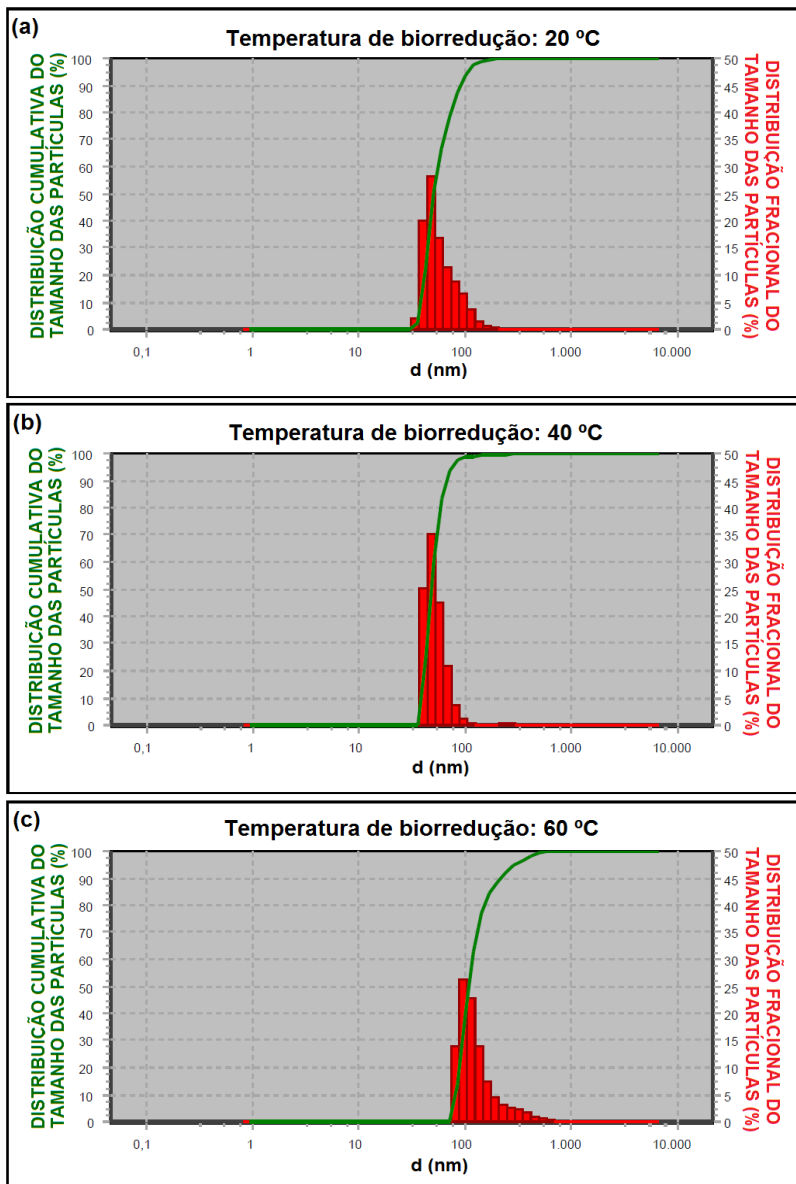 (a)
Temperatura de biorredução: 20 ºC
DISTRIBUIÇÃO CUMULATIVA DO
TAMANHO DAS PARTÍCULAS (%)
100
90
80
70
60
50
40
30
20
10
0
50
45
40
35
30
25
20
15
10
5
0
DISTRIBUIÇÃO FRACIONAL DO
TAMANHO DAS PARTÍCULAS (%)
0,1 1 10 100 1.000 10.000
d (nm)
(b)
Temperatura de biorredução: 40 ºC
DISTRIBUIÇÃO CUMULATIVA DO
TAMANHO DAS PARTÍCULAS (%)
100
90
80
70
60
50
40
30
20
10
0
50
45
40
35
30
25
20
15
10
5
0
DISTRIBUIÇÃO FRACIONAL DO
TAMANHO DAS PARTÍCULAS (%)
0,1 1 10 100 1.000 10.000
d (nm)
(c)
Temperatura de biorredução: 60 ºC
DISTRIBUIÇÃO CUMULATIVA DO
TAMANHO DAS PARTÍCULAS (%)
100
90
80
70
60
50
40
30
20
10
0
50
45
40
35
30
25
20
15
10
5
0
DISTRIBUIÇÃO FRACIONAL DO
TAMANHO DAS PARTÍCULAS (%)
0,1 1 10 100 1.000 10.000
d (nm)